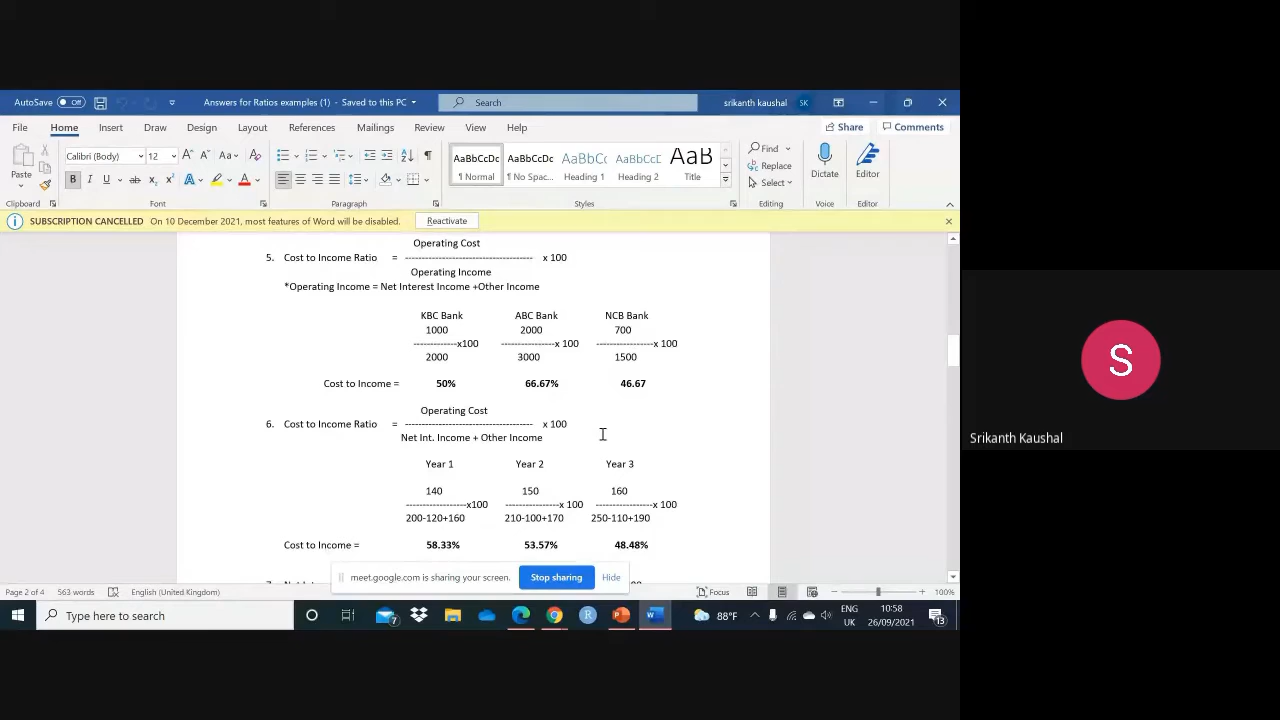 AutoSave Off Answers for Ratios examples (1) - Saved to this PC Search srikanth kaushal SK
File Home Insert Draw Design Layout References Mailings Review View Help Share Comments
Paste Calibri (Body) 12 A A Aa A AaBbCcDc AaBbCcDc AaBbCc AaBbCcD AaB Find
B I U ab x₂ x² A A ¶ Normal ¶ No Spac... Heading 1 Heading 2 Title Replace Select Dictate Editor
Clipboard Font Paragraph Styles Editing Voice Editor
SUBSCRIPTION CANCELLED On 10 December 2021, most features of Word will be disabled. Reactivate
Operating Cost
5. Cost to Income Ratio = ------------------------------------- x 100
Operating Income
*Operating Income = Net Interest Income +Other Income
KBC Bank ABC Bank NCB Bank
1000 2000 700
-------------x100 ----------------x 100 -----------------x 100
2000 3000 1500
Cost to Income = 50% 66.67% 46.67
Operating Cost
6. Cost to Income Ratio = ------------------------------------- x 100
Net Int. Income + Other Income
Year 1 Year 2 Year 3
140 150 160
------------------x100 ----------------x 100 -----------------x 100
200-120+160 210-100+170 250-110+190
Cost to Income = 58.33% 53.57% 48.48%
meet.google.com is sharing your screen. Stop sharing Hide
Page 2 of 4 563 words English (United Kingdom) Focus 100%
Type here to search 7 R 88°F ENG UK 10:58 26/09/2021 13
S
Srikanth Kaushal